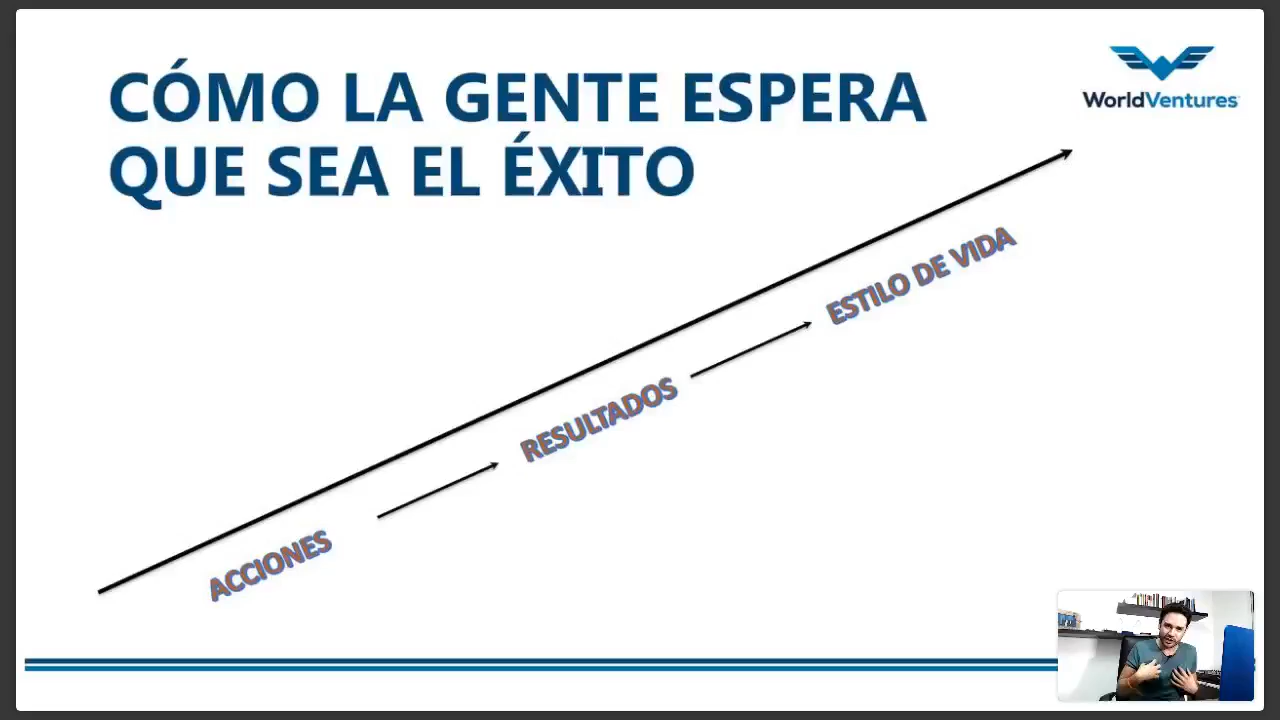 CÓMO LA GENTE ESPERA
QUE SEA EL ÉXITO
WorldVentures
ESTILO DE VIDA
RESULTADOS
ACCIONES